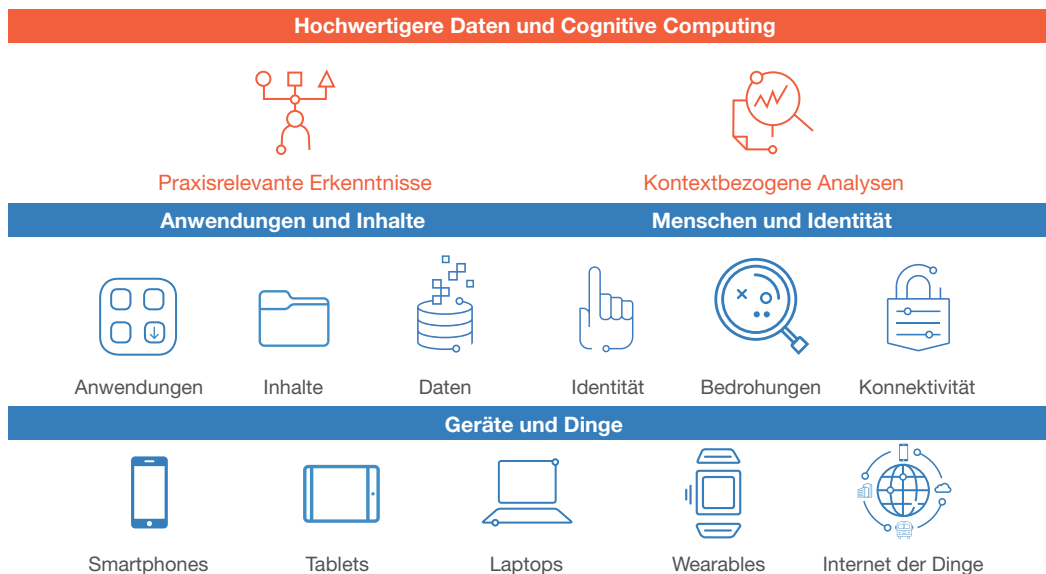 Hochwertigere Daten und Cognitive Computing
Praxisrelevante Erkenntnisse
Kontextbezogene Analysen
Anwendungen und Inhalte
Menschen und Identität
Anwendungen
Inhalte
Daten
Identität
Bedrohungen
Konnektivität
Geräte und Dinge
Smartphones
Tablets
Laptops
Wearables
Internet der Dinge